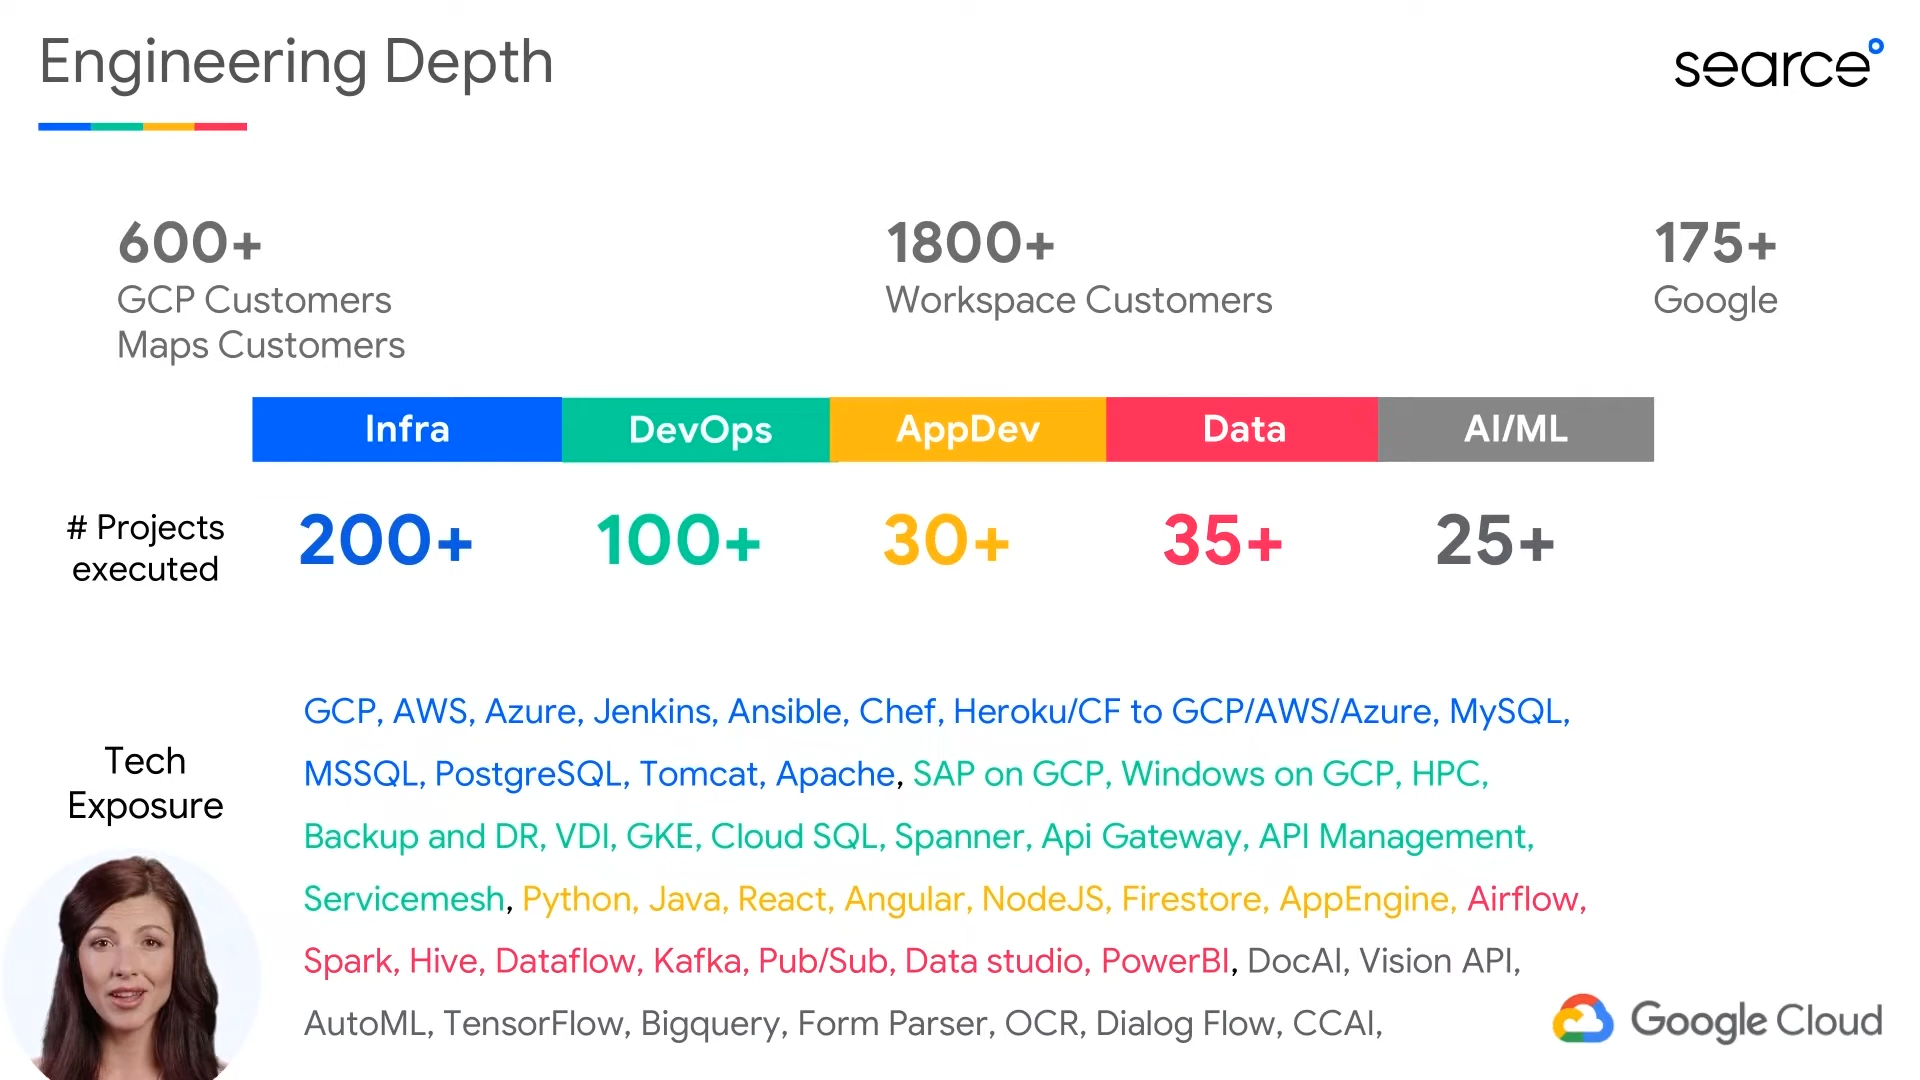 Engineering Depth
searce
600+
GCP Customers
Maps Customers
1800+
Workspace Customers
175+
Google
Infra DevOps AppDev Data AI/ML
# Projects
executed
200+ 100+ 30+ 35+ 25+
Tech
Exposure
GCP, AWS, Azure, Jenkins, Ansible, Chef, Heroku/CF to GCP/AWS/Azure, MySQL,
MSSQL, PostgreSQL, Tomcat, Apache, SAP on GCP, Windows on GCP, HPC,
Backup and DR, VDI, GKE, Cloud SQL, Spanner, Api Gateway, API Management,
Servicemesh, Python, Java, React, Angular, NodeJS, Firestore, AppEngine, Airflow,
Spark, Hive, Dataflow, Kafka, Pub/Sub, Data studio, PowerBI, DocAI, Vision API,
AutoML, TensorFlow, Bigquery, Form Parser, OCR, Dialog Flow, CCAI,
Google Cloud